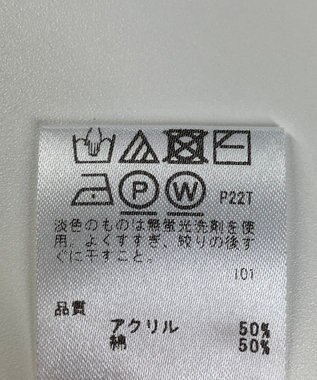 P W P22T
淡色のものは無蛍光洗剤を使
用。よくすすぎ、絞りの後す
ぐに干すこと。
101
品質
アクリル 50%
綿 50%